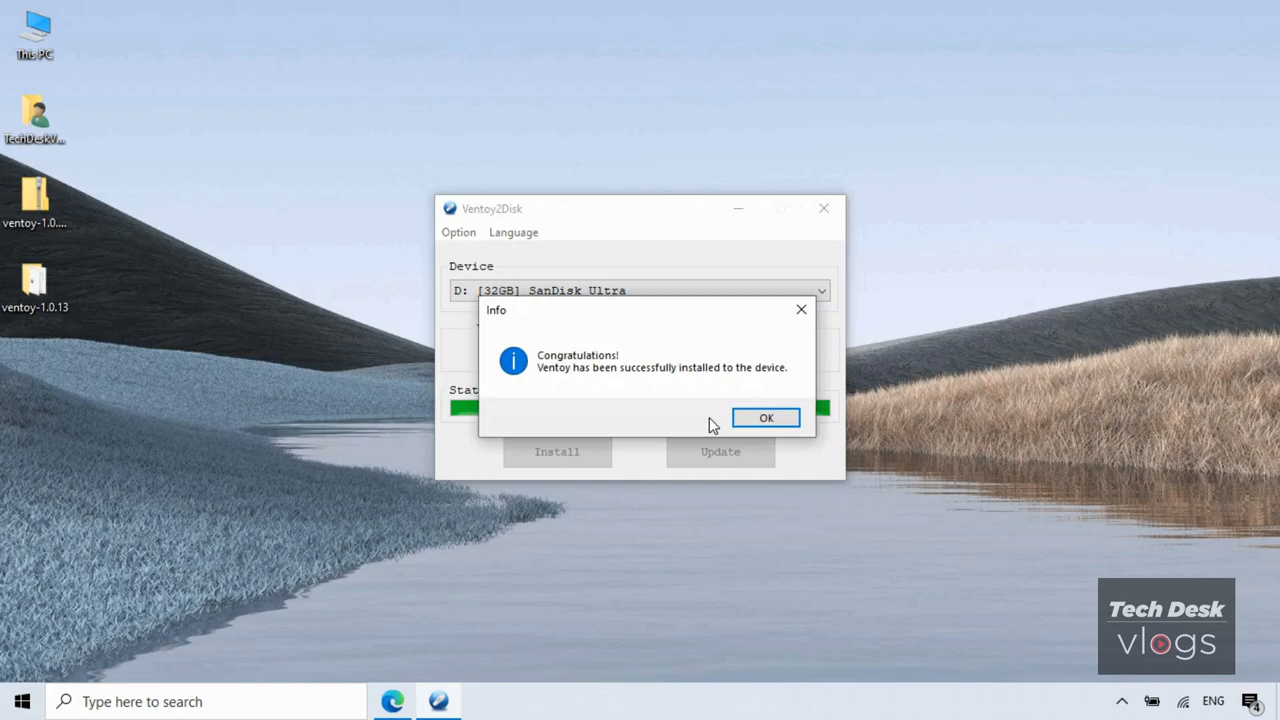 This PC
TechDeskV...
ventoy-1.0....
ventoy-1.0.13
Ventoy2Disk
Option Language
Device
D: [32GB] SanDisk Ultra
Info
Congratulations!
Ventoy has been successfully installed to the device.
Stat
OK
Install Update
Tech Desk
vlogs
Type here to search
ENG
4